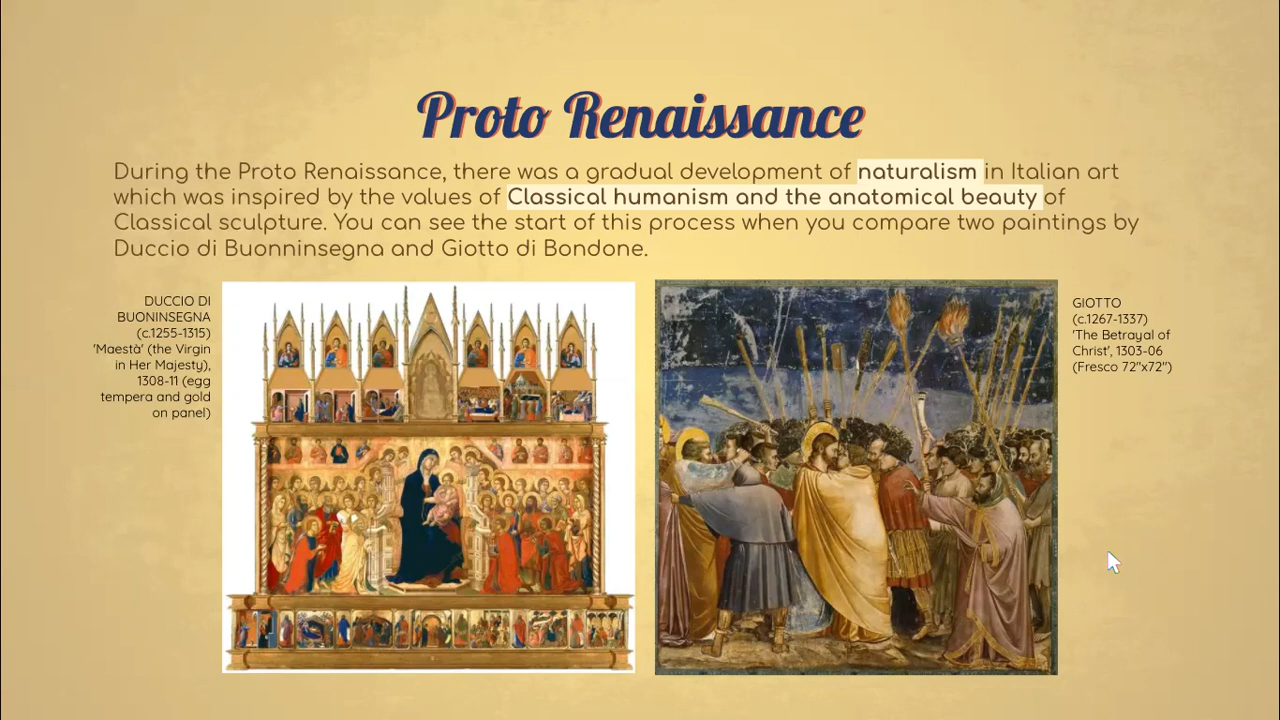 Proto Renaissance
During the Proto Renaissance, there was a gradual development of naturalism in Italian art
which was inspired by the values of Classical humanism and the anatomical beauty of
Classical sculpture. You can see the start of this process when you compare two paintings by
Duccio di Buonninsegna and Giotto di Bondone.
DUCCIO DI
BUONINSEGNA
(c.1255-1315)
'Maestà' (the Virgin
in Her Majesty),
1308-11 (egg
tempera and gold
on panel)
GIOTTO
(c.1267-1337)
'The Betrayal of
Christ', 1303-06
(Fresco 72"x72")